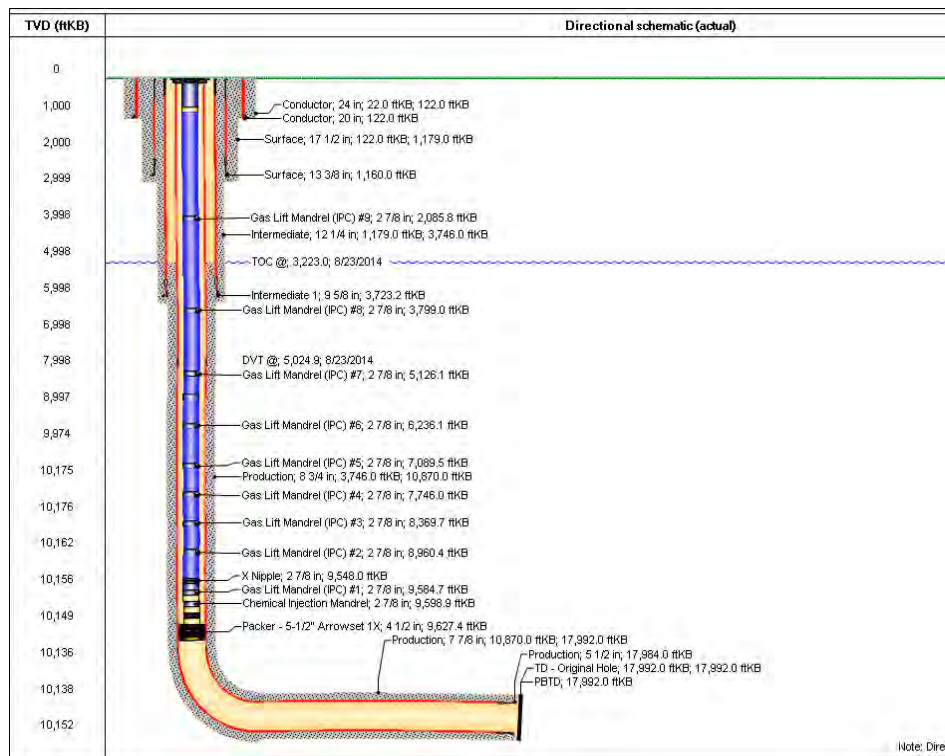 TVD (ftKB)
Directional schematic (actual)
0
1,000
2,000
2,999
3,998
4,998
5,998
6,998
7,998
8,997
9,974
10,175
10,176
10,162
10,156
10,149
10,136
10,138
10,152
Conductor; 24 in; 22.0 ftKB; 122.0 ftKB
Conductor; 20 in; 122.0 ftKB
Surface; 17 1/2 in; 122.0 ftKB; 1,179.0 ftKB
Surface; 13 3/8 in; 1,160.0 ftKB
Gas Lift Mandrel (IPC) #9; 2 7/8 in; 2,085.8 ftKB
Intermediate; 12 1/4 in; 1,179.0 ftKB; 3,746.0 ftKB
TOC @; 3,223.0; 8/23/2014
Intermediate 1; 9 5/8 in; 3,723.2 ftKB
Gas Lift Mandrel (IPC) #8; 2 7/8 in; 3,799.0 ftKB
DVT @; 5,024.9; 8/23/2014
Gas Lift Mandrel (IPC) #7; 2 7/8 in; 5,126.1 ftKB
Gas Lift Mandrel (IPC) #6; 2 7/8 in; 6,236.1 ftKB
Gas Lift Mandrel (IPC) #5; 2 7/8 in; 7,089.5 ftKB
Production; 8 3/4 in; 3,746.0 ftKB; 10,870.0 ftKB
Gas Lift Mandrel (IPC) #4; 2 7/8 in; 7,746.0 ftKB
Gas Lift Mandrel (IPC) #3; 2 7/8 in; 8,369.7 ftKB
Gas Lift Mandrel (IPC) #2; 2 7/8 in; 8,960.4 ftKB
X Nipple; 2 7/8 in; 9,548.0 ftKB
Gas Lift Mandrel (IPC) #1; 2 7/8 in; 9,584.7 ftKB
Chemical Injection Mandrel; 2 7/8 in; 9,598.9 ftKB
Packer - 5-1/2" Arrowset 1X; 4 1/2 in; 9,627.4 ftKB
Production; 7 7/8 in; 10,870.0 ftKB; 17,992.0 ftKB
Production; 5 1/2 in; 17,984.0 ftKB
TD - Original Hole; 17,992.0 ftKB; 17,992.0 ftKB
PBTD; 17,992.0 ftKB
Note: Dire